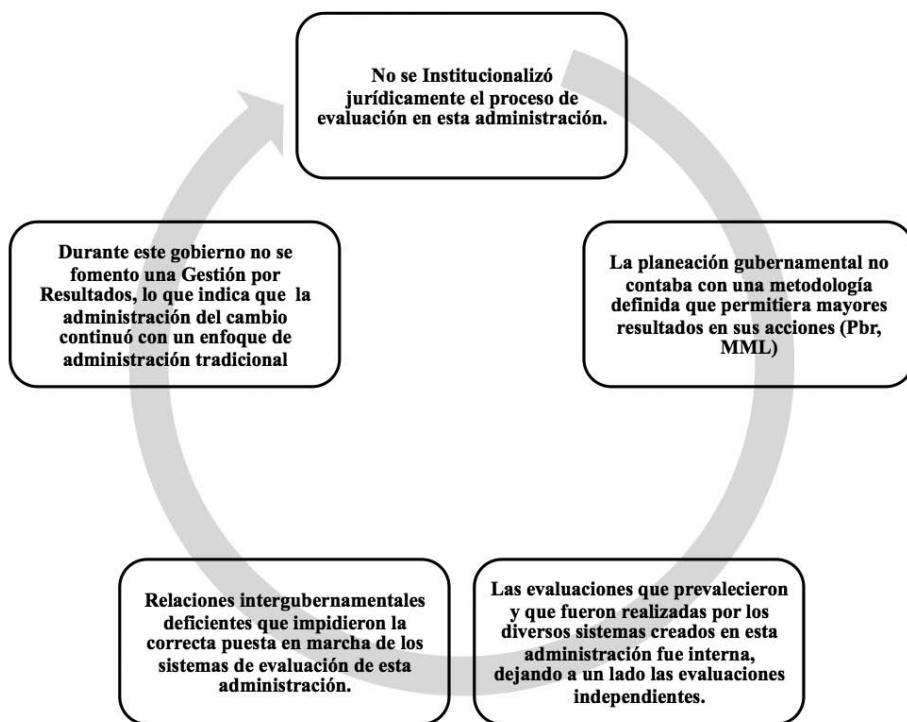 No se Institucionalizó
jurídicamente el proceso de
evaluación en esta administración.
La planeación gubernamental no
contaba con una metodología
definida que permitiera mayores
resultados en sus acciones (Pbr,
MML)
Las evaluaciones que prevalecieron
y que fueron realizadas por los
diversos sistemas creados en esta
administración fue interna,
dejando a un lado las evaluaciones
independientes.
Relaciones intergubernamentales
deficientes que impidieron la
correcta puesta en marcha de los
sistemas de evaluación de esta
administración.
Durante este gobierno no se
fomento una Gestión por
Resultados, lo que indica que la
administración del cambio
continuó con un enfoque de
administración tradicional